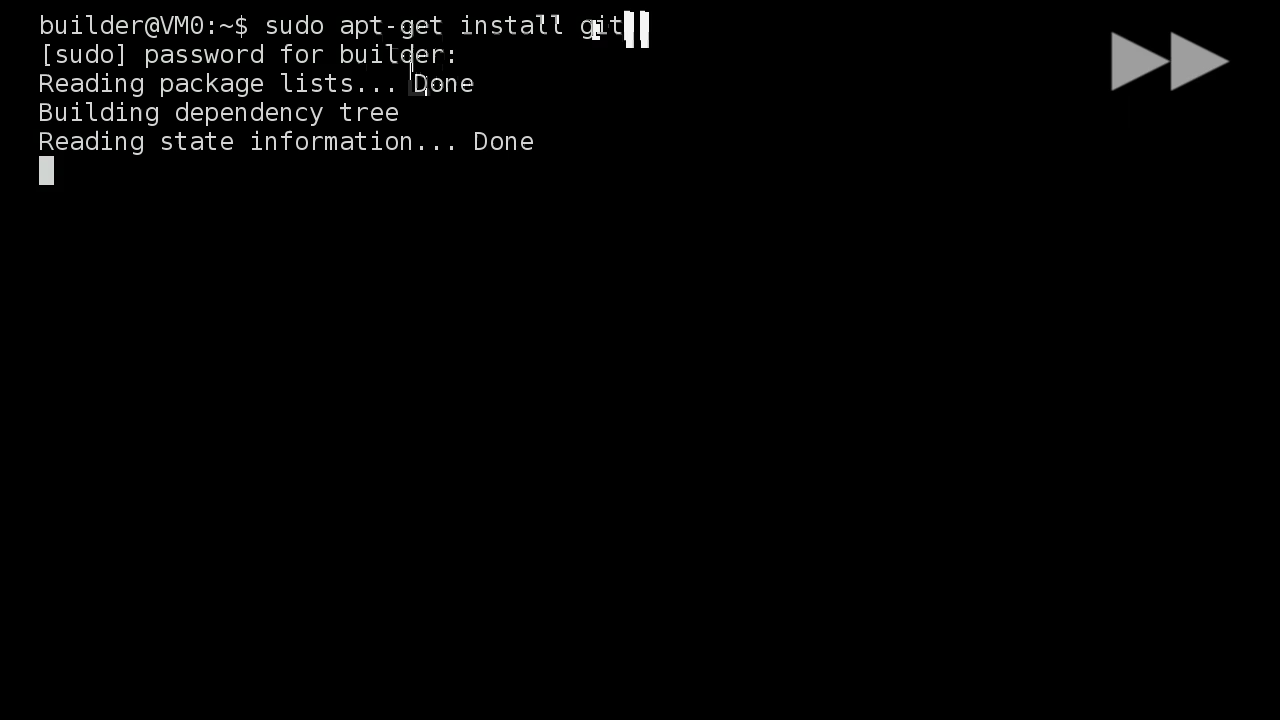 builder@VM0:~$ sudo apt-get install git
[sudo] password for builder:
Reading package lists... Done
Building dependency tree
Reading state information... Done